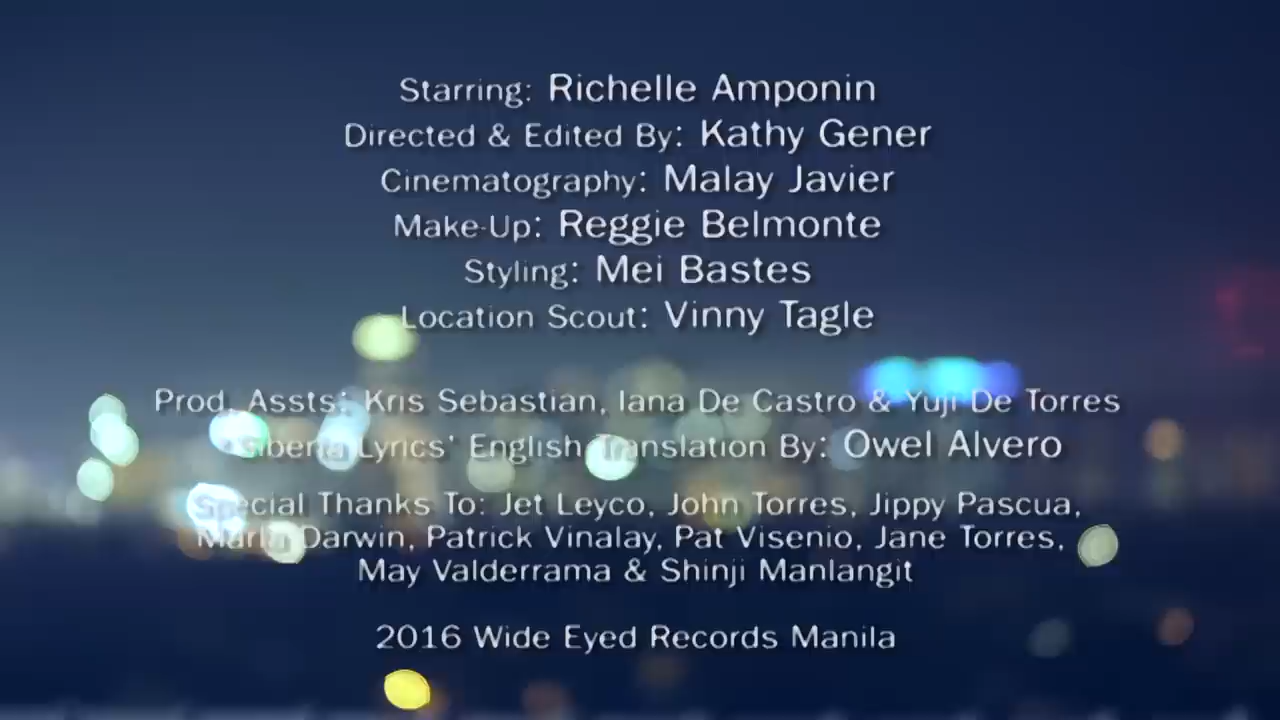 Starring: Richelle Amponin
Directed & Edited By: Kathy Gener
Cinematography: Malay Javier
Make-Up: Reggie Belmonte
Styling: Mei Bastes
Location Scout: Vinny Tagle
Prod. Assts: Kris Sebastian, Iana De Castro & Yuji De Torres
'Siberia Lyrics' English Translation By: Owel Alvero
Special Thanks To: Jet Leyco, John Torres, Jippy Pascua,
Marla Darwin, Patrick Vinalay, Pat Visenio, Jane Torres,
May Valderrama & Shinji Manlangit
2016 Wide Eyed Records Manila